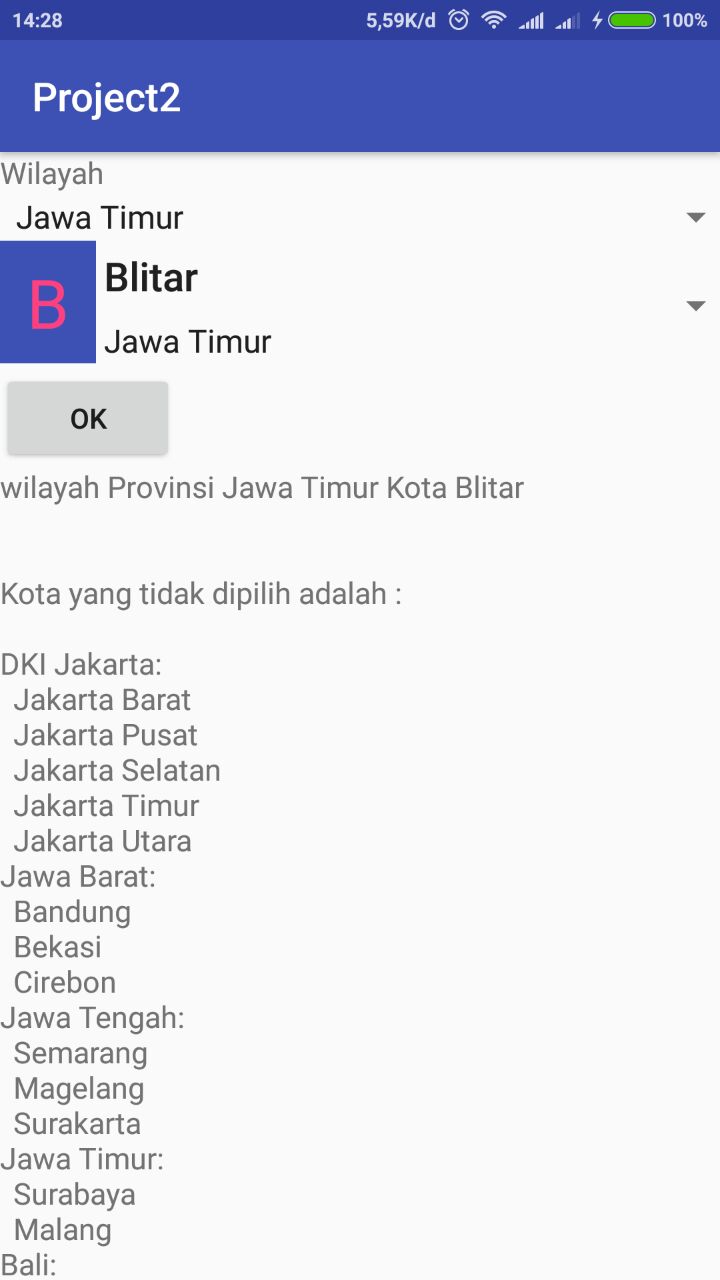 14:28 5,59K/d 100%
Project2
Wilayah
Jawa Timur
B
Blitar
Jawa Timur
OK
wilayah Provinsi Jawa Timur Kota Blitar
Kota yang tidak dipilih adalah :
DKI Jakarta:
Jakarta Barat
Jakarta Pusat
Jakarta Selatan
Jakarta Timur
Jakarta Utara
Jawa Barat:
Bandung
Bekasi
Cirebon
Jawa Tengah:
Semarang
Magelang
Surakarta
Jawa Timur:
Surabaya
Malang
Bali: